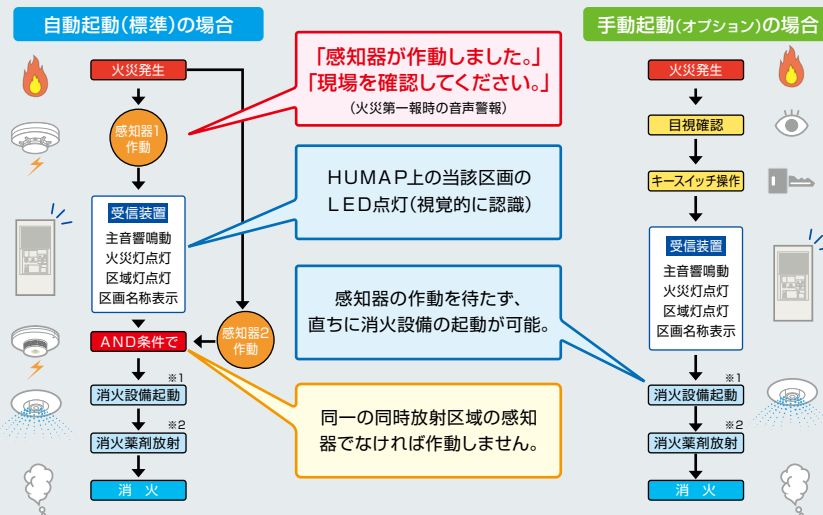 自動起動(標準)の場合
火災発生
感知器1
作動
受信装置
主音響鳴動
火災灯点灯
区域灯点灯
区画名称表示
AND条件で
感知器2
作動
※1
消火設備起動
※2
消火薬剤放射
消 火
「感知器が作動しました。」
「現場を確認してください。」
(火災第一報時の音声警報)
HUMAP上の当該区画の
LED点灯(視覚的に認識)
感知器の作動を待たず、
直ちに消火設備の起動が可能。
同一の同時放射区域の感知
器でなければ作動しません。
手動起動(オプション)の場合
火災発生
目視確認
キースイッチ操作
受信装置
主音響鳴動
火災灯点灯
区域灯点灯
区画名称表示
※1
消火設備起動
※2
消火薬剤放射
消 火